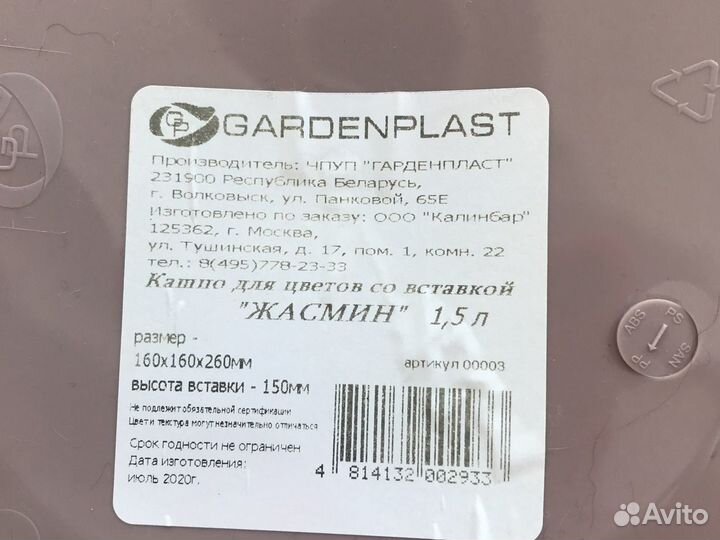 GP GARDENPLAST
Производитель: ЧПУП "ГАРДЕНПЛАСТ"
231900 Республика Беларусь,
г. Волковыск, ул. Панковой, 65Е
Изготовлено по заказу: ООО "Калинбар"
125362, г. Москва,
ул. Тушинская, д. 17, пом. 1, комн. 22
тел.: 8(495)778-23-33
Кашпо для цветов со вставкой
"ЖАСМИН" 1,5 л
размер -
160х160х260мм
артикул 00003
высота вставки - 150мм
Не подлежит обязательной сертификации
Цвет и текстура могут незначительно отличаться
Срок годности не ограничен
Дата изготовления:
июль 2020г.
4 814132 002933
ABS PS
PP SAN
Avito